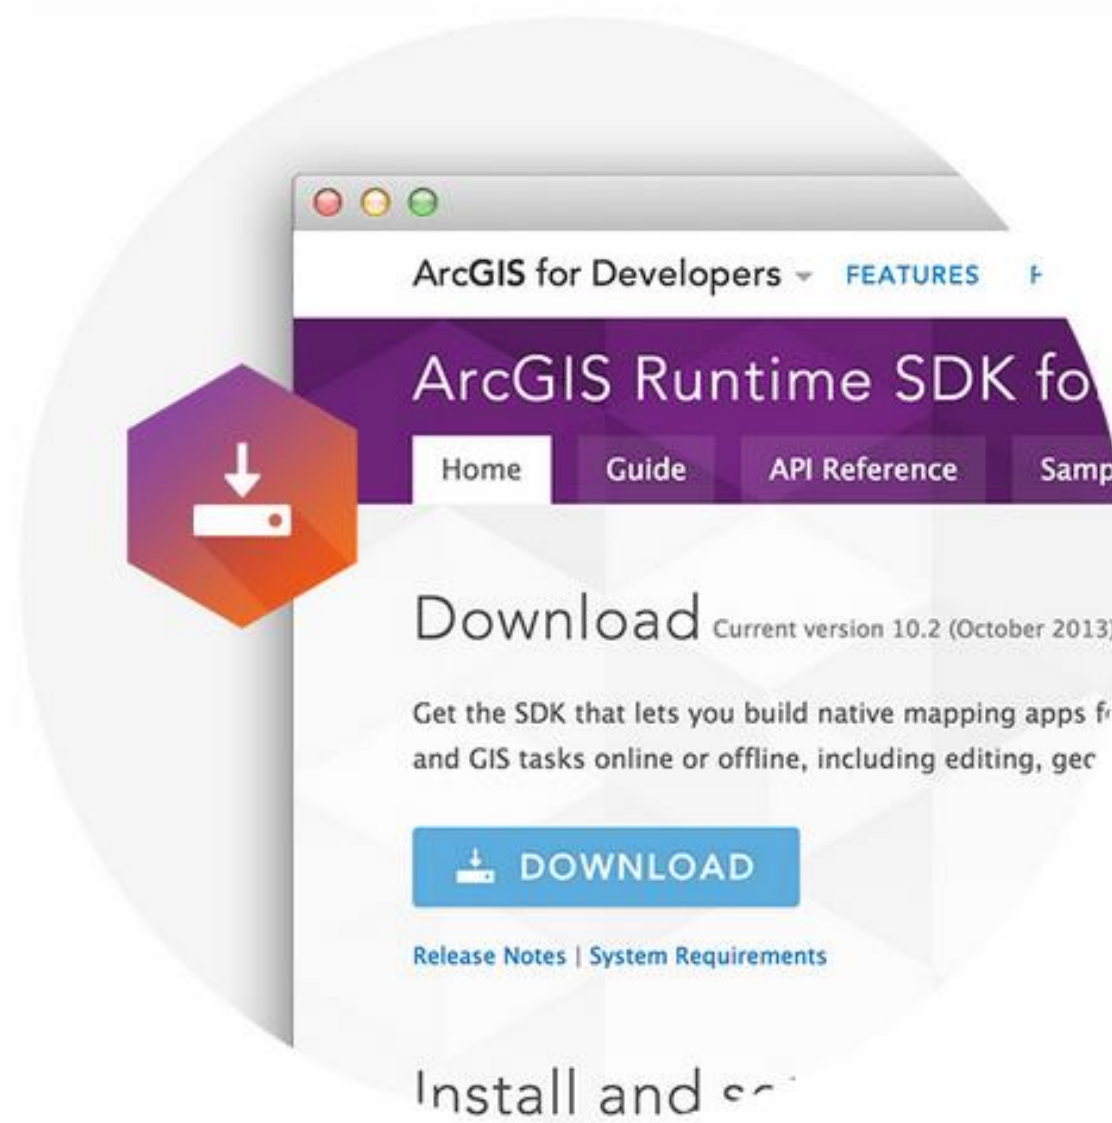 ArcGIS for Developers FEATURES
ArcGIS Runtime SDK
Home Guide API Reference
Download Current version 10.2 (October 2013)
Get the SDK that lets you build native mapping apps
and GIS tasks online or offline, including editing,
DOWNLOAD
Release Notes | System Requirements
Install and